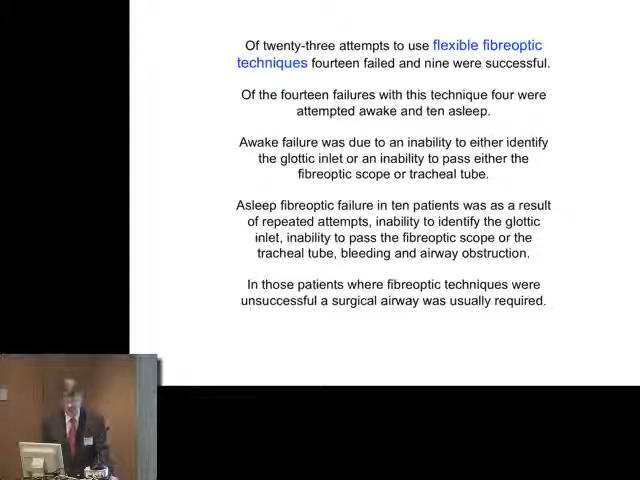 Of twenty-three attempts to use flexible fibreoptic
techniques fourteen failed and nine were successful.
Of the fourteen failures with this technique four were
attempted awake and ten asleep.
Awake failure was due to an inability to either identify
the glottic inlet or an inability to pass either the
fibreoptic scope or tracheal tube.
Asleep fibreoptic failure in ten patients was as a result
of repeated attempts, inability to identify the glottic
inlet, inability to pass the fibreoptic scope or the
tracheal tube, bleeding and airway obstruction.
In those patients where fibreoptic techniques were
unsuccessful a surgical airway was usually required.